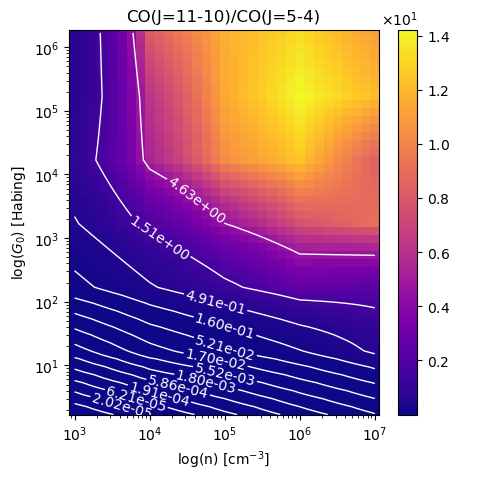 CO(J=11-10)/CO(J=5-4)
×10¹
log(G₀) [Habing]
10⁶
10⁵
10⁴
10³
10²
10¹
4.63e+00
1.51e+00
4.91e-01
1.60e-01
5.21e-02
1.70e-02
5.52e-03
1.80e-03
5.86e-04
1.91e-04
6.21e-05
2.02e-05
10³
10⁴
10⁵
10⁶
10⁷
log(n) [cm⁻³]
1.4
1.2
1.0
0.8
0.6
0.4
0.2